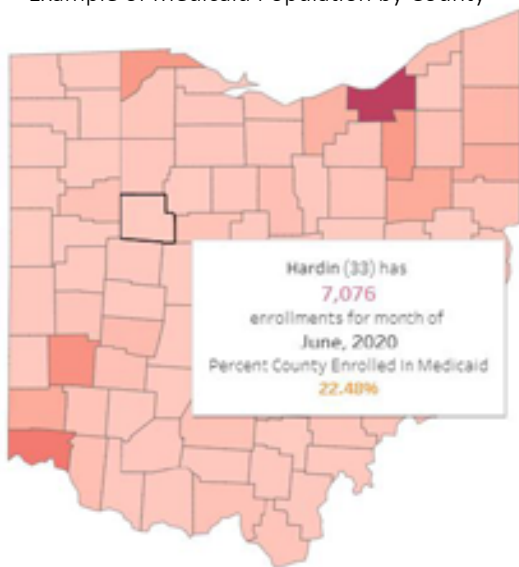 Example of Medicaid Population by County
Hardin (33) has
7,076
enrollments for month of
June, 2020
Percent County Enrolled In Medicaid
22.48%